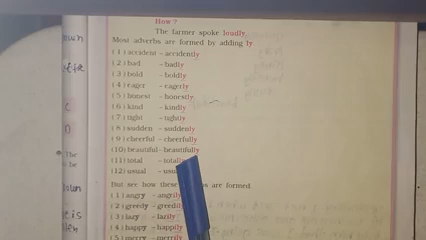 How ?
The farmer spoke loudly
Most adverbs are formed by adding ly
(1) accident - accidently
(2) bad - badly
(3) bold - boldly
(4) eager - eagerly
(5) honest - honestly
(6) kind - kindly
(7) tight - tightly
(8) sudden - suddenly
(9) cheerful - cheerfully
(10) beautiful - beautifully
(11) total -
(12) usual -
But see how these are formed
(1) angry - angrily
(2) greedy -
(3) lazy - lazily
(4) happy - happily
(5) merry - merrily